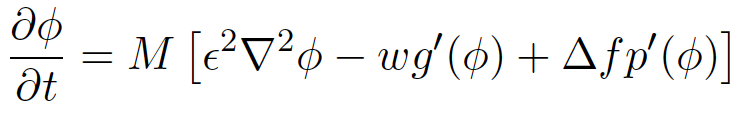 ∂φ/∂t = M [ϵ²∇²φ − wg′(φ) + Δfp′(φ)]